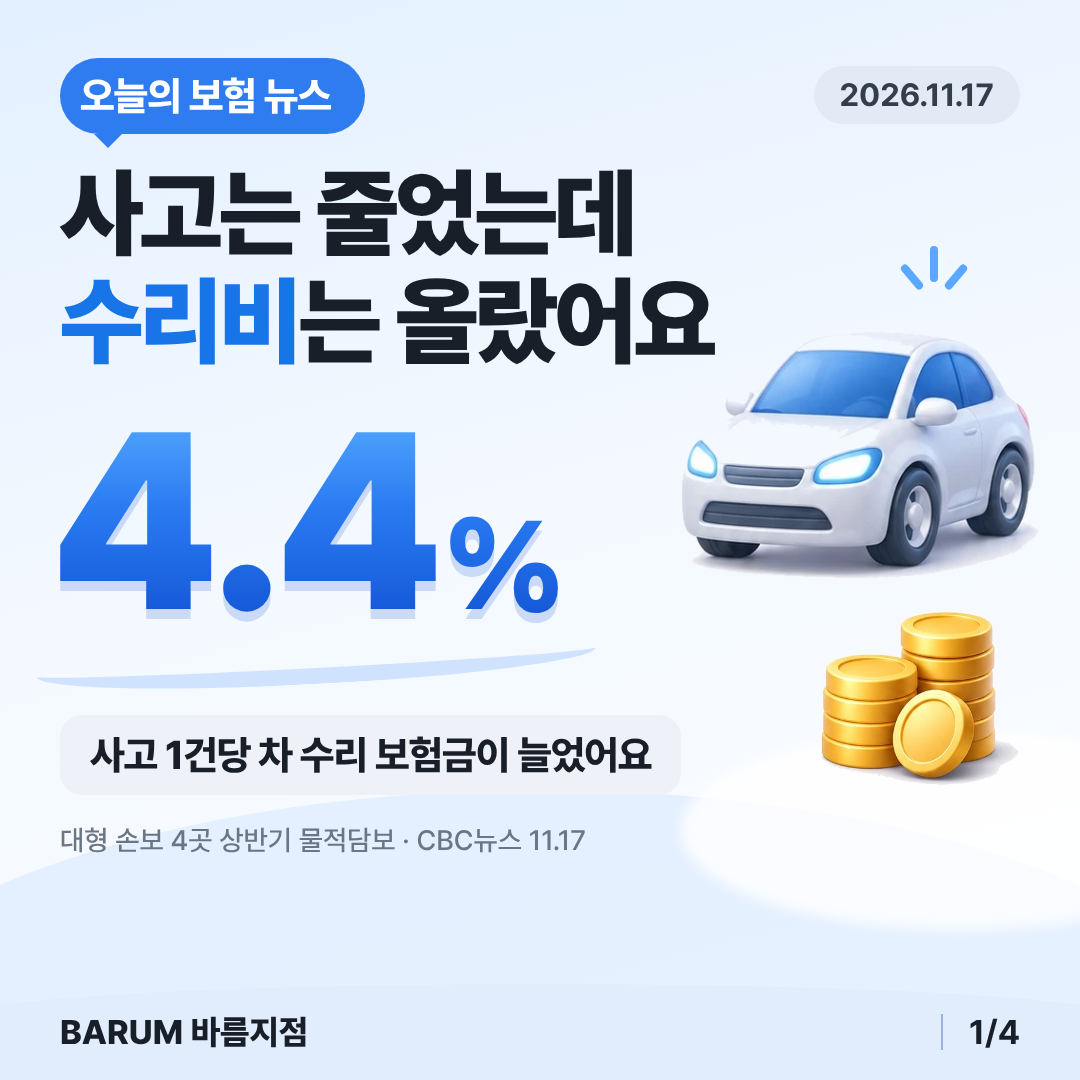 오늘의 보험 뉴스
2026.11.17
사고는 줄었는데
수리비는 올랐어요
4.4%
사고 1건당 차 수리 보험금이 늘었어요
대형 손보 4곳 상반기 물적담보 · CBC뉴스 11.17
BARUM 바름지점
1/4